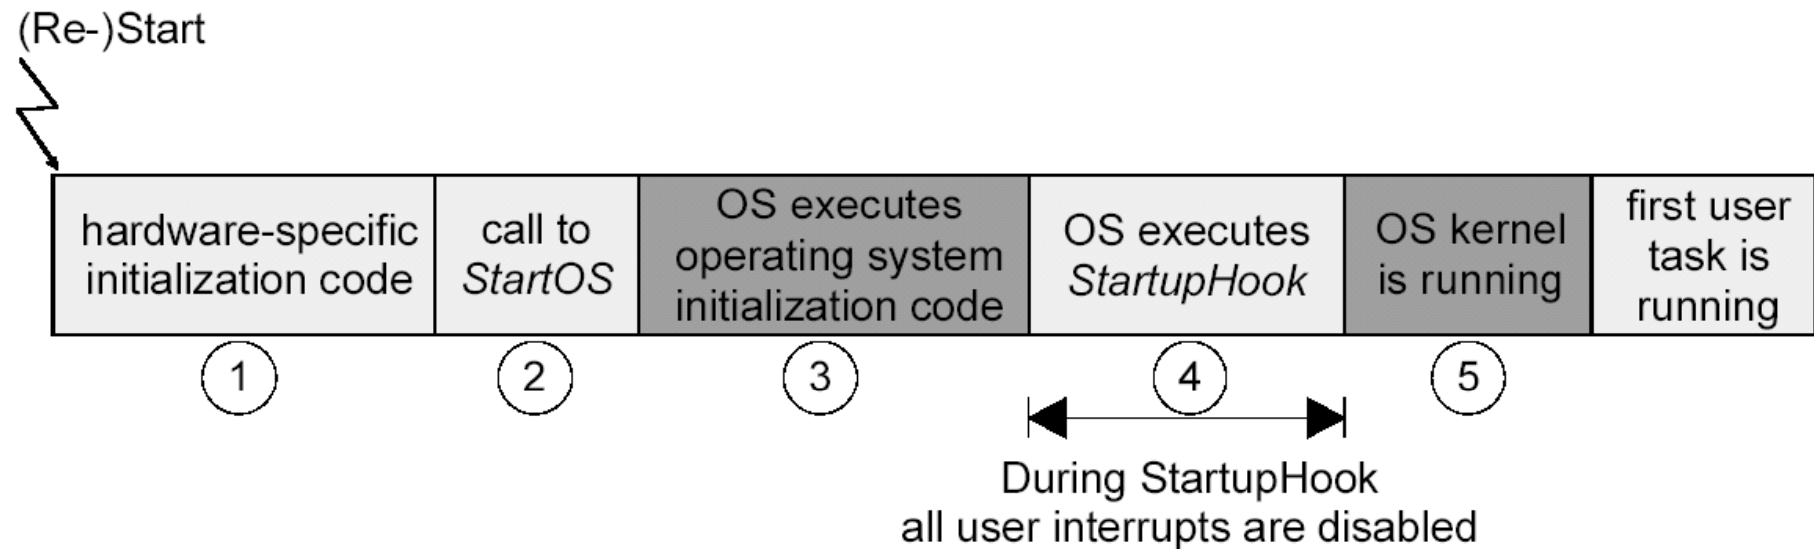 (Re-)Start
hardware-specific
initialization code
call to
StartOS
OS executes
operating system
initialization code
OS executes
StartupHook
OS kernel
is running
first user
task is
running
1
2
3
4
5
During StartupHook
all user interrupts are disabled